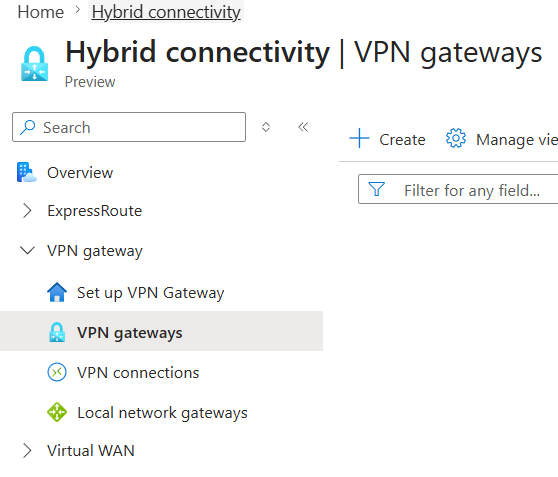 Home > Hybrid connectivity
Hybrid connectivity | VPN gateways
Preview
Search
Create
Manage vie
Overview
Filter for any field...
ExpressRoute
VPN gateway
Set up VPN Gateway
VPN gateways
VPN connections
Local network gateways
Virtual WAN